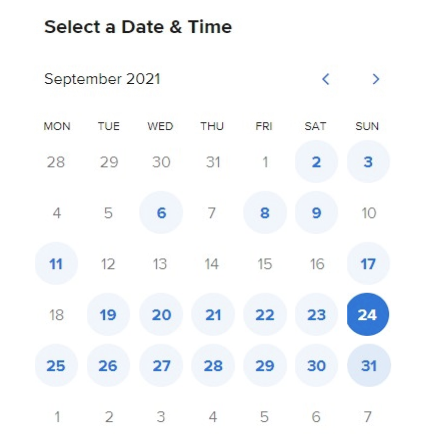 Select a Date & Time
September 2021
MON TUE WED THU FRI SAT SUN
28 29 30 31 1 2 3
4 5 6 7 8 9 10
11 12 13 14 15 16 17
18 19 20 21 22 23 24
25 26 27 28 29 30 31
1 2 3 4 5 6 7